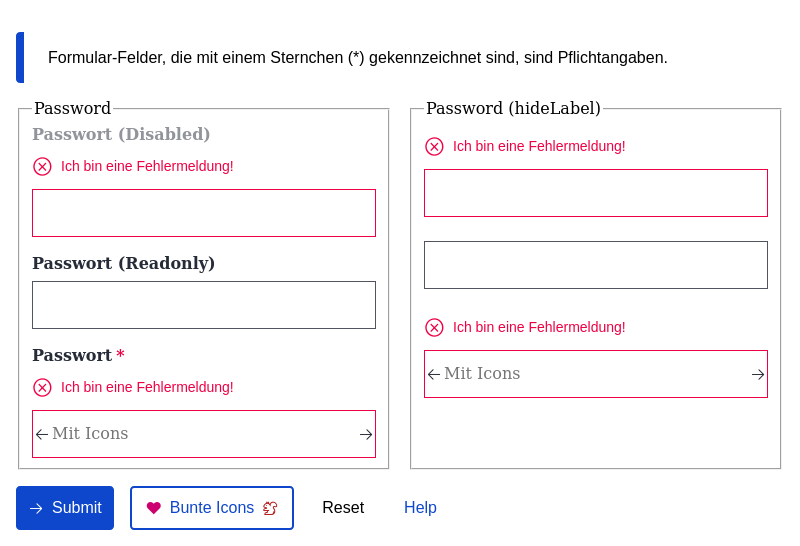 Formular-Felder, die mit einem Sternchen (*) gekennzeichnet sind, sind Pflichtangaben.
Password
Passwort (Disabled)
Ich bin eine Fehlermeldung!
Passwort (Readonly)
Passwort *
Ich bin eine Fehlermeldung!
Mit Icons
Password (hideLabel)
Ich bin eine Fehlermeldung!
Ich bin eine Fehlermeldung!
Mit Icons
Submit
Bunte Icons
Reset
Help